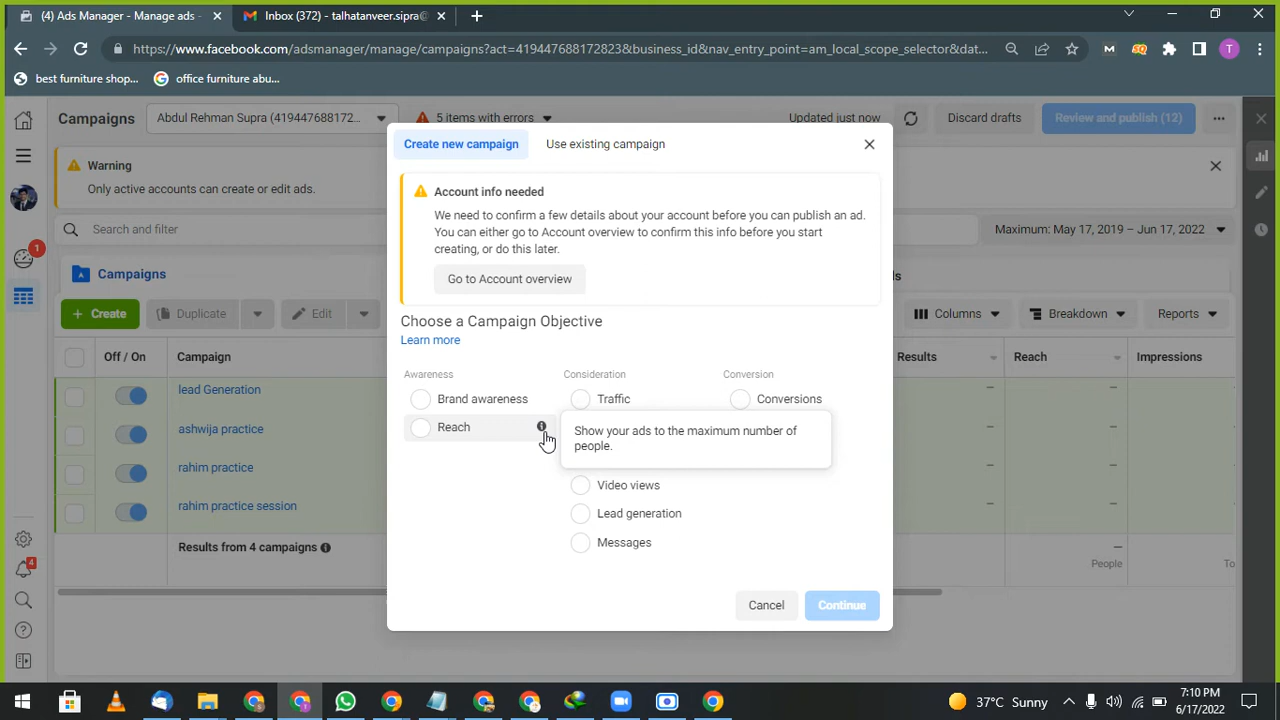 (4) Ads Manager - Manage ads -
Inbox (372) - talhatanveer.sipra@
https://www.facebook.com/adsmanager/manage/campaigns?act=419447688172823&business_id&nav_entry_point=am_local_scope_selector&dat...
M
SQ
T
best furniture shop...
office furniture abu...
Campaigns
Abdul Rehman Supra (419447688172...
5 items with errors
Updated just now
Discard drafts
Review and publish (12)
Warning
Only active accounts can create or edit ads.
Create new campaign
Use existing campaign
Account info needed
We need to confirm a few details about your account before you can publish an ad.
You can either go to Account overview to confirm this info before you start
creating, or do this later.
Go to Account overview
Search and filter
Maximum: May 17, 2019 – Jun 17, 2022
1
Campaigns
ds
+ Create
Duplicate
Edit
Columns
Breakdown
Reports
Choose a Campaign Objective
Learn more
Off / On
Campaign
Results
Reach
Impressions
Awareness
Consideration
Conversion
lead Generation
Brand awareness
Traffic
Conversions
ashwija practice
Reach
Show your ads to the maximum number of
people.
rahim practice
Video views
rahim practice session
Lead generation
Messages
Results from 4 campaigns
People
To
4
Cancel
Continue
37°C Sunny
7:10 PM
6/17/2022